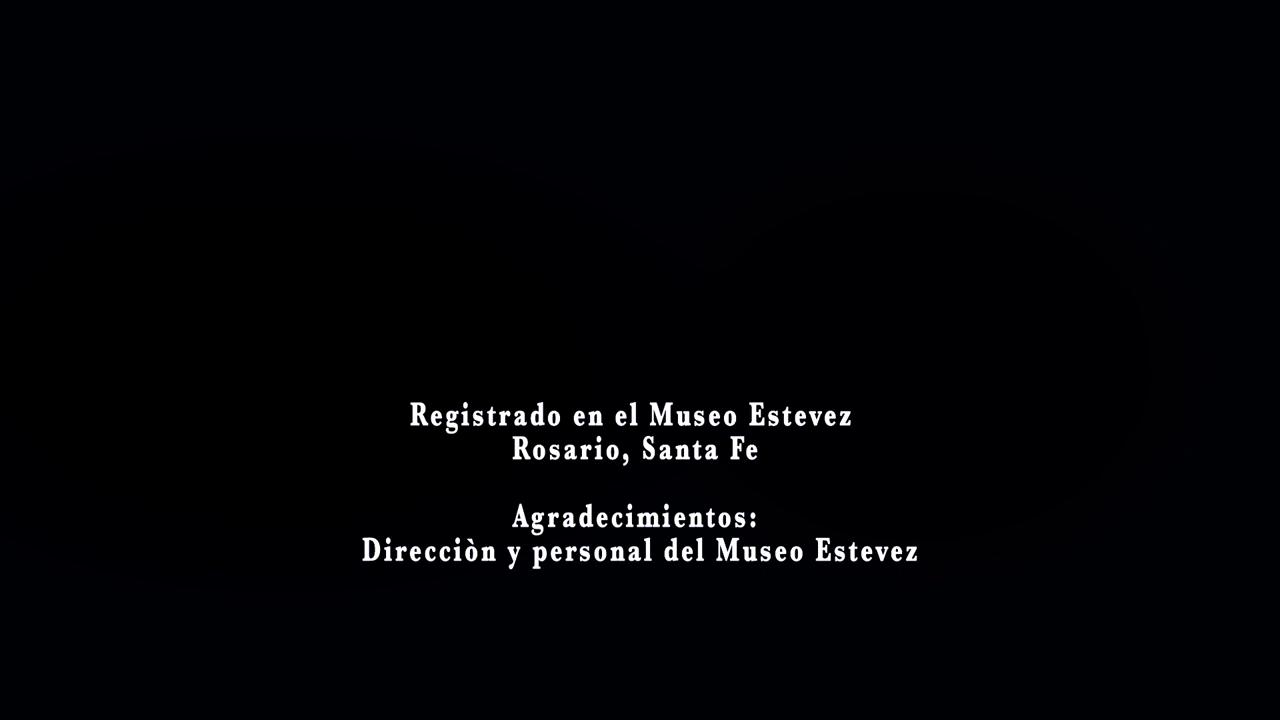 Registrado en el Museo Estevez
Rosario, Santa Fe
Agradecimientos:
Direcciòn y personal del Museo Estevez